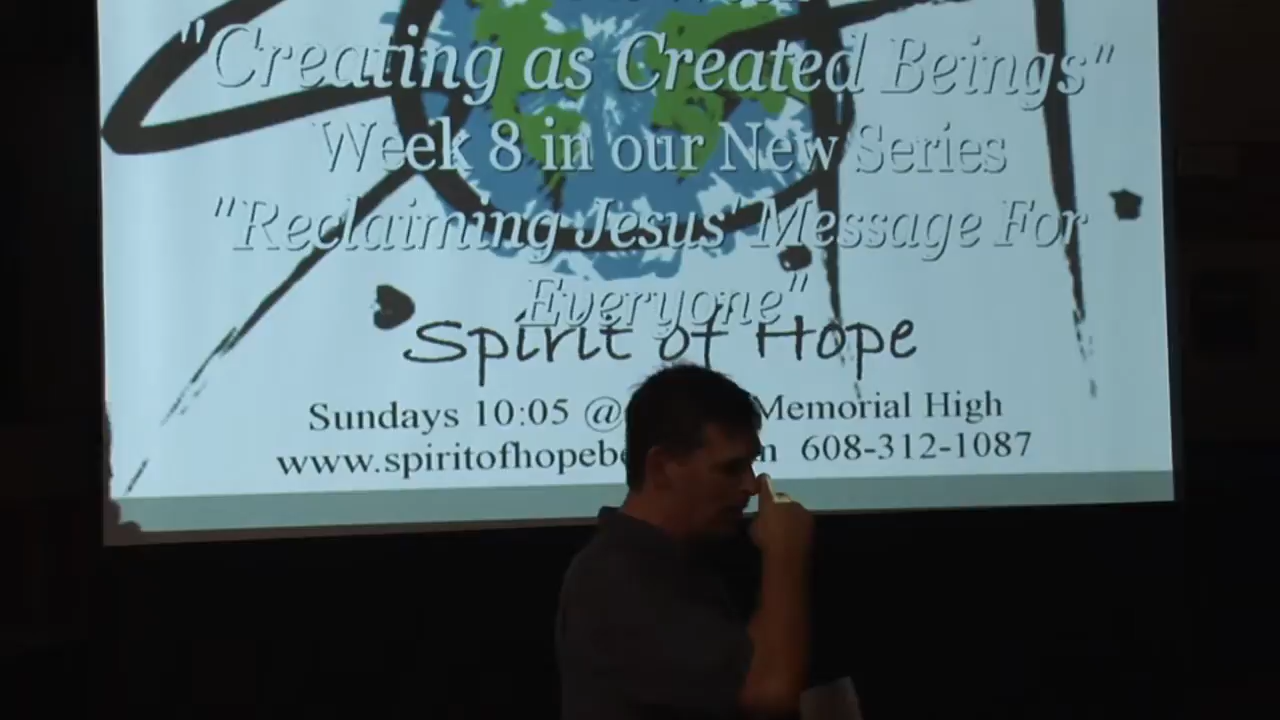 "Creating as Created Beings"
Week 8 in our New Series
"Reclaiming Jesus' Message For
Everyone"
Spirit of Hope
Sundays 10:05 @ Memorial High
www.spiritofhopeb 608-312-1087